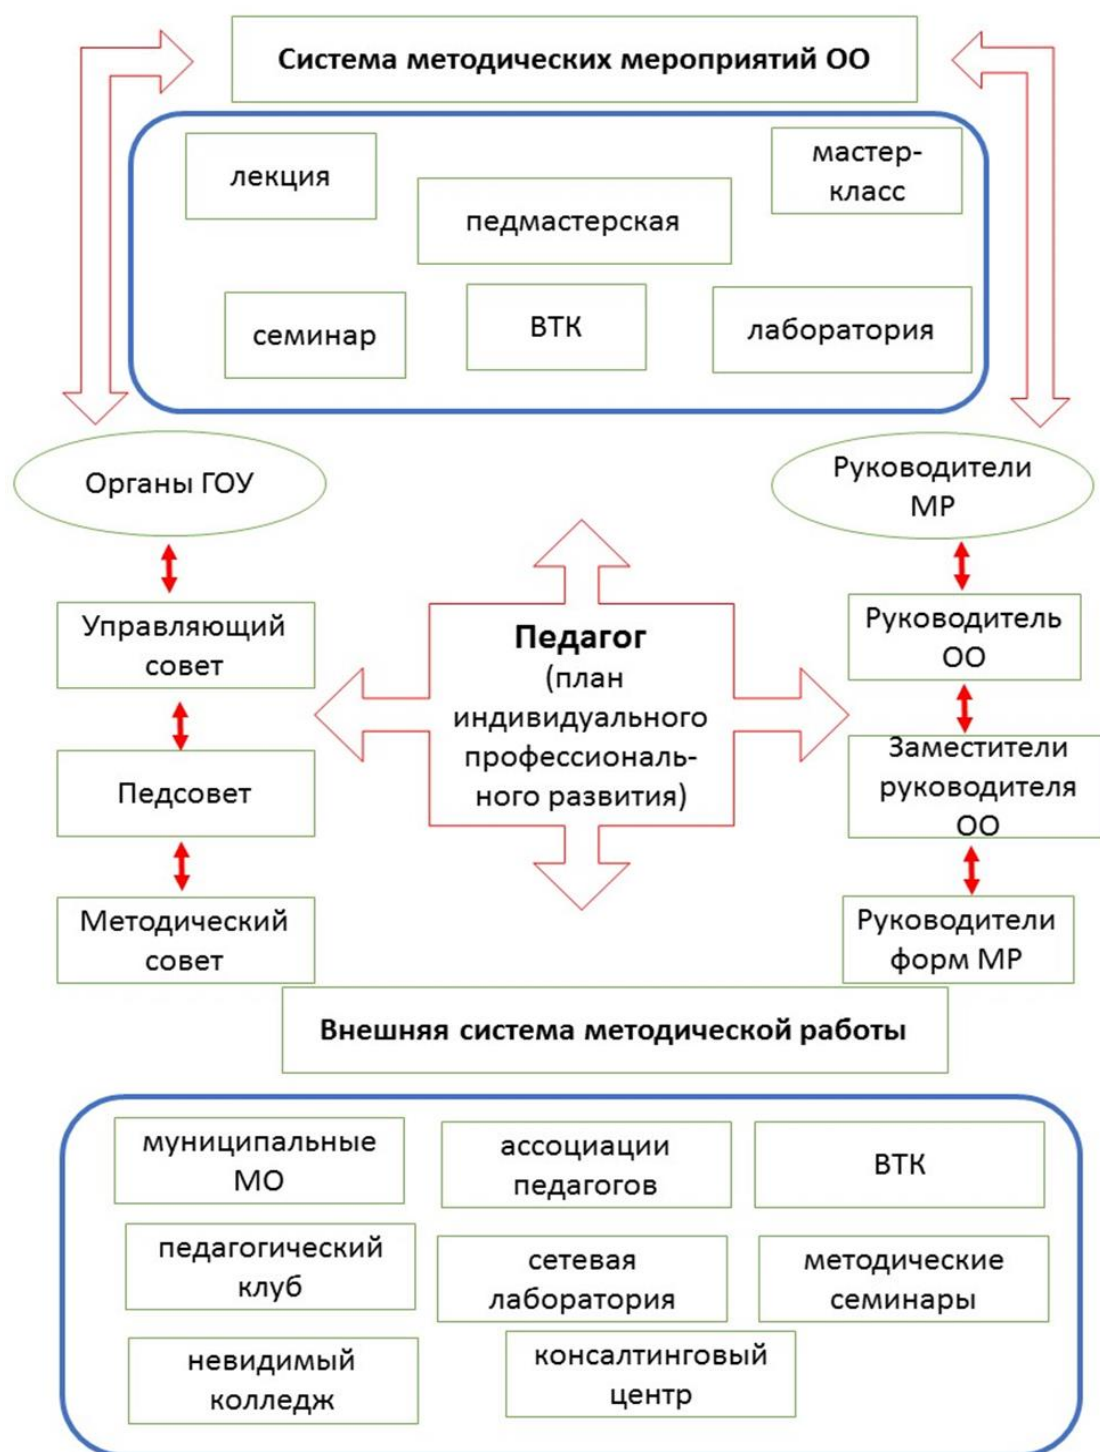 Система методических мероприятий ОО
лекция
мастер-
класс
педмастерская
семинар
ВТК
лаборатория
Органы ГОУ
Руководители
МР
Управляющий
совет
Педсовет
Методический
совет
Педагог
(план
индивидуального
профессиональ-
ного развития)
Руководитель
ОО
Заместители
руководителя
ОО
Руководители
форм МР
Внешняя система методической работы
муниципальные
МО
ассоциации
педагогов
ВТК
педагогический
клуб
сетевая
лаборатория
методические
семинары
невидимый
колледж
консалтинговый
центр